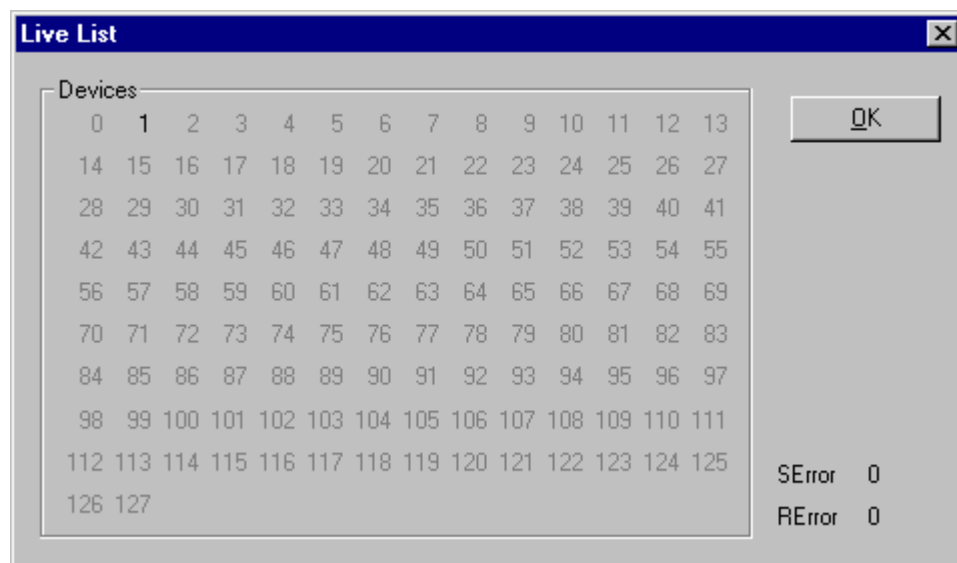 Live List
Devices
0 1 2 3 4 5 6 7 8 9 10 11 12 13
OK
14 15 16 17 18 19 20 21 22 23 24 25 26 27
28 29 30 31 32 33 34 35 36 37 38 39 40 41
42 43 44 45 46 47 48 49 50 51 52 53 54 55
56 57 58 59 60 61 62 63 64 65 66 67 68 69
70 71 72 73 74 75 76 77 78 79 80 81 82 83
84 85 86 87 88 89 90 91 92 93 94 95 96 97
98 99 100 101 102 103 104 105 106 107 108 109 110 111
112 113 114 115 116 117 118 119 120 121 122 123 124 125
126 127
SError 0
RError 0